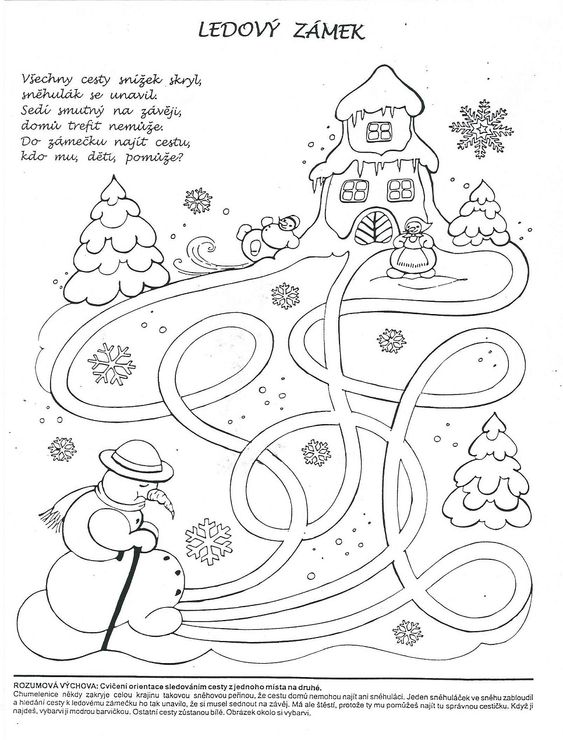 LEDOVÝ ZÁMEK
Všechny cesty snížek skryl,
sněhulák se unavil.
Sedí smutný na závěji,
domů trefit nemůže.
Do zámečku najít cestu,
kdo mu, děti, pomůže?
ROZUMOVÁ VÝCHOVA: Cvičení orientace sledováním cesty z jednoho místa na druhé.
Chumelenice někdy zakryje celou krajinu takovou sněhovou peřinou, že cestu domů nemohou najít ani sněhuláci. Jeden sněhuláček ve sněhu zabloudil
a hledání cesty k ledovému zámečku ho tak unavilo, že si musel sednout na závěj. Má ale štěstí, protože ty mu pomůžeš najít tu správnou cestičku. Když ji
najdeš, vybarvi ji modrou barvičkou. Ostatní cesty zůstanou bílé. Obrázek okolo si vybarvi.